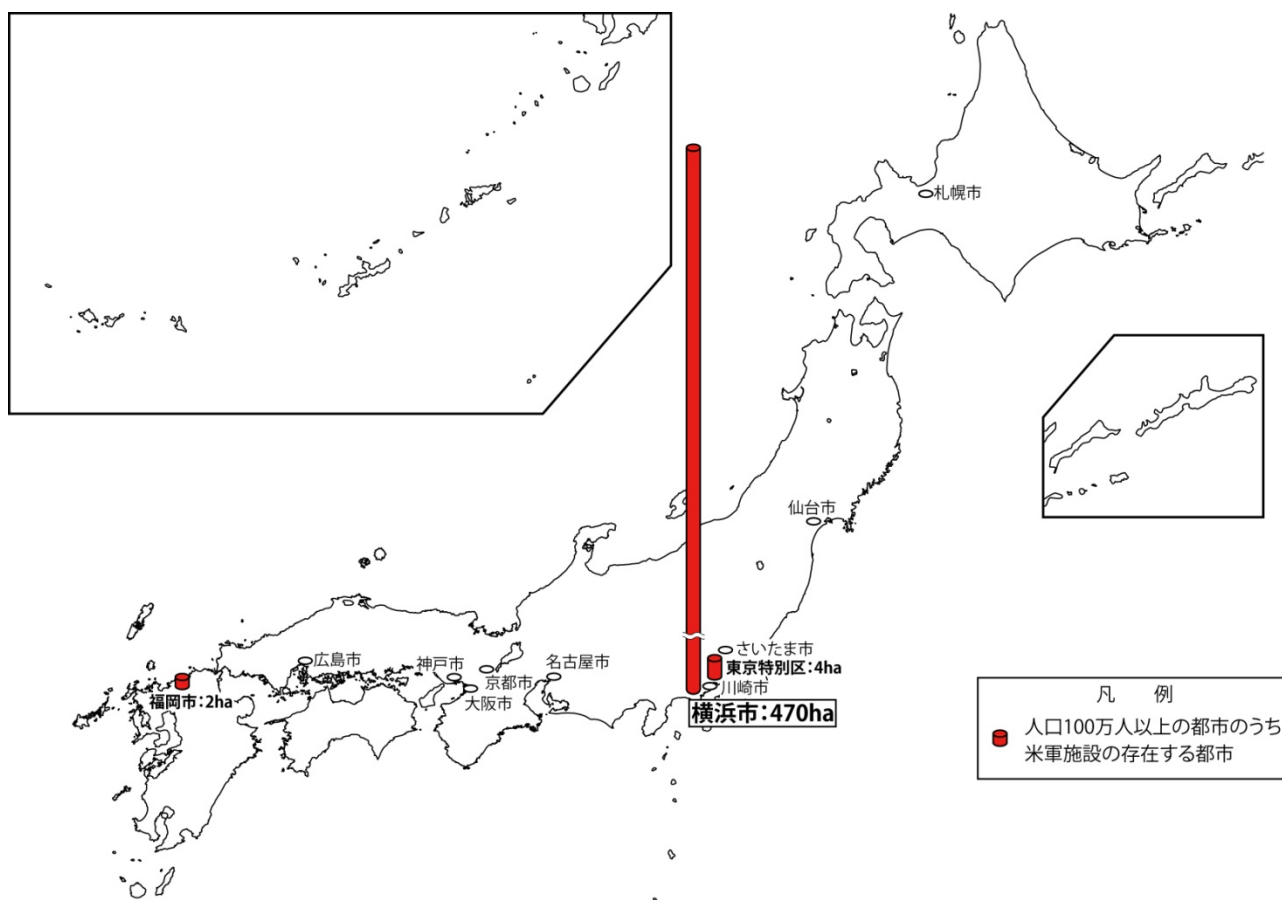 札幌市
仙台市
さいたま市
東京特別区:4ha
川崎市
横浜市:470ha
名古屋市
京都市
神戸市
大阪市
広島市
福岡市:2ha
凡 例
人口100万人以上の都市のうち
米軍施設の存在する都市